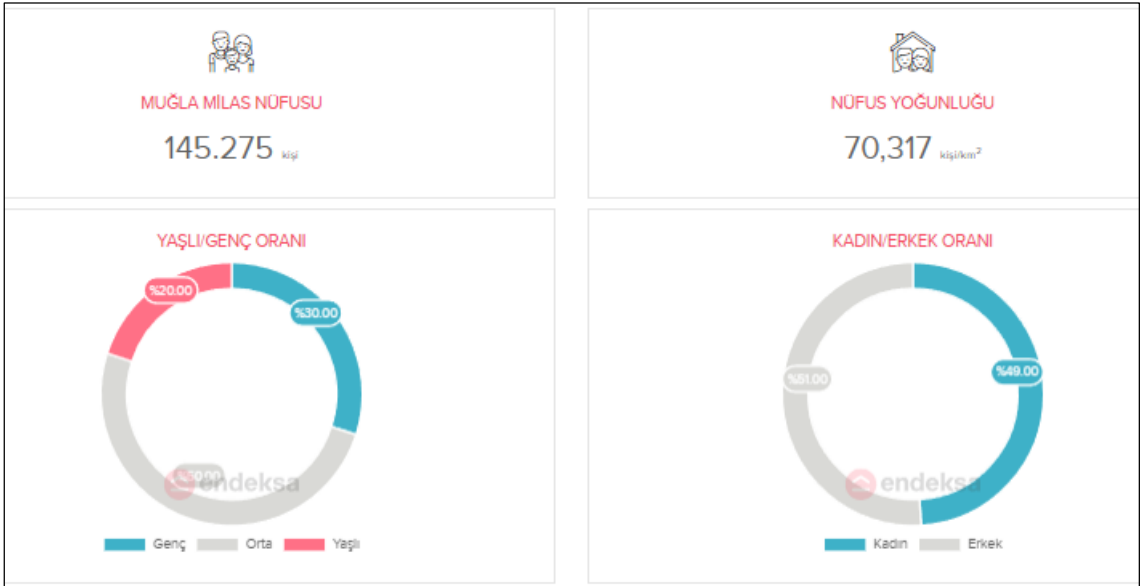 MUĞLA MİLAS NÜFUSU
145.275 kişi
NÜFUS YOĞUNLUĞU
70,317 kişi/km²
YAŞLI/GENÇ ORANI
%20.00
%30.00
endeksa
Genç Orta Yaşlı
KADIN/ERKEK ORANI
%51.00
%49.00
endeksa
Kadın Erkek